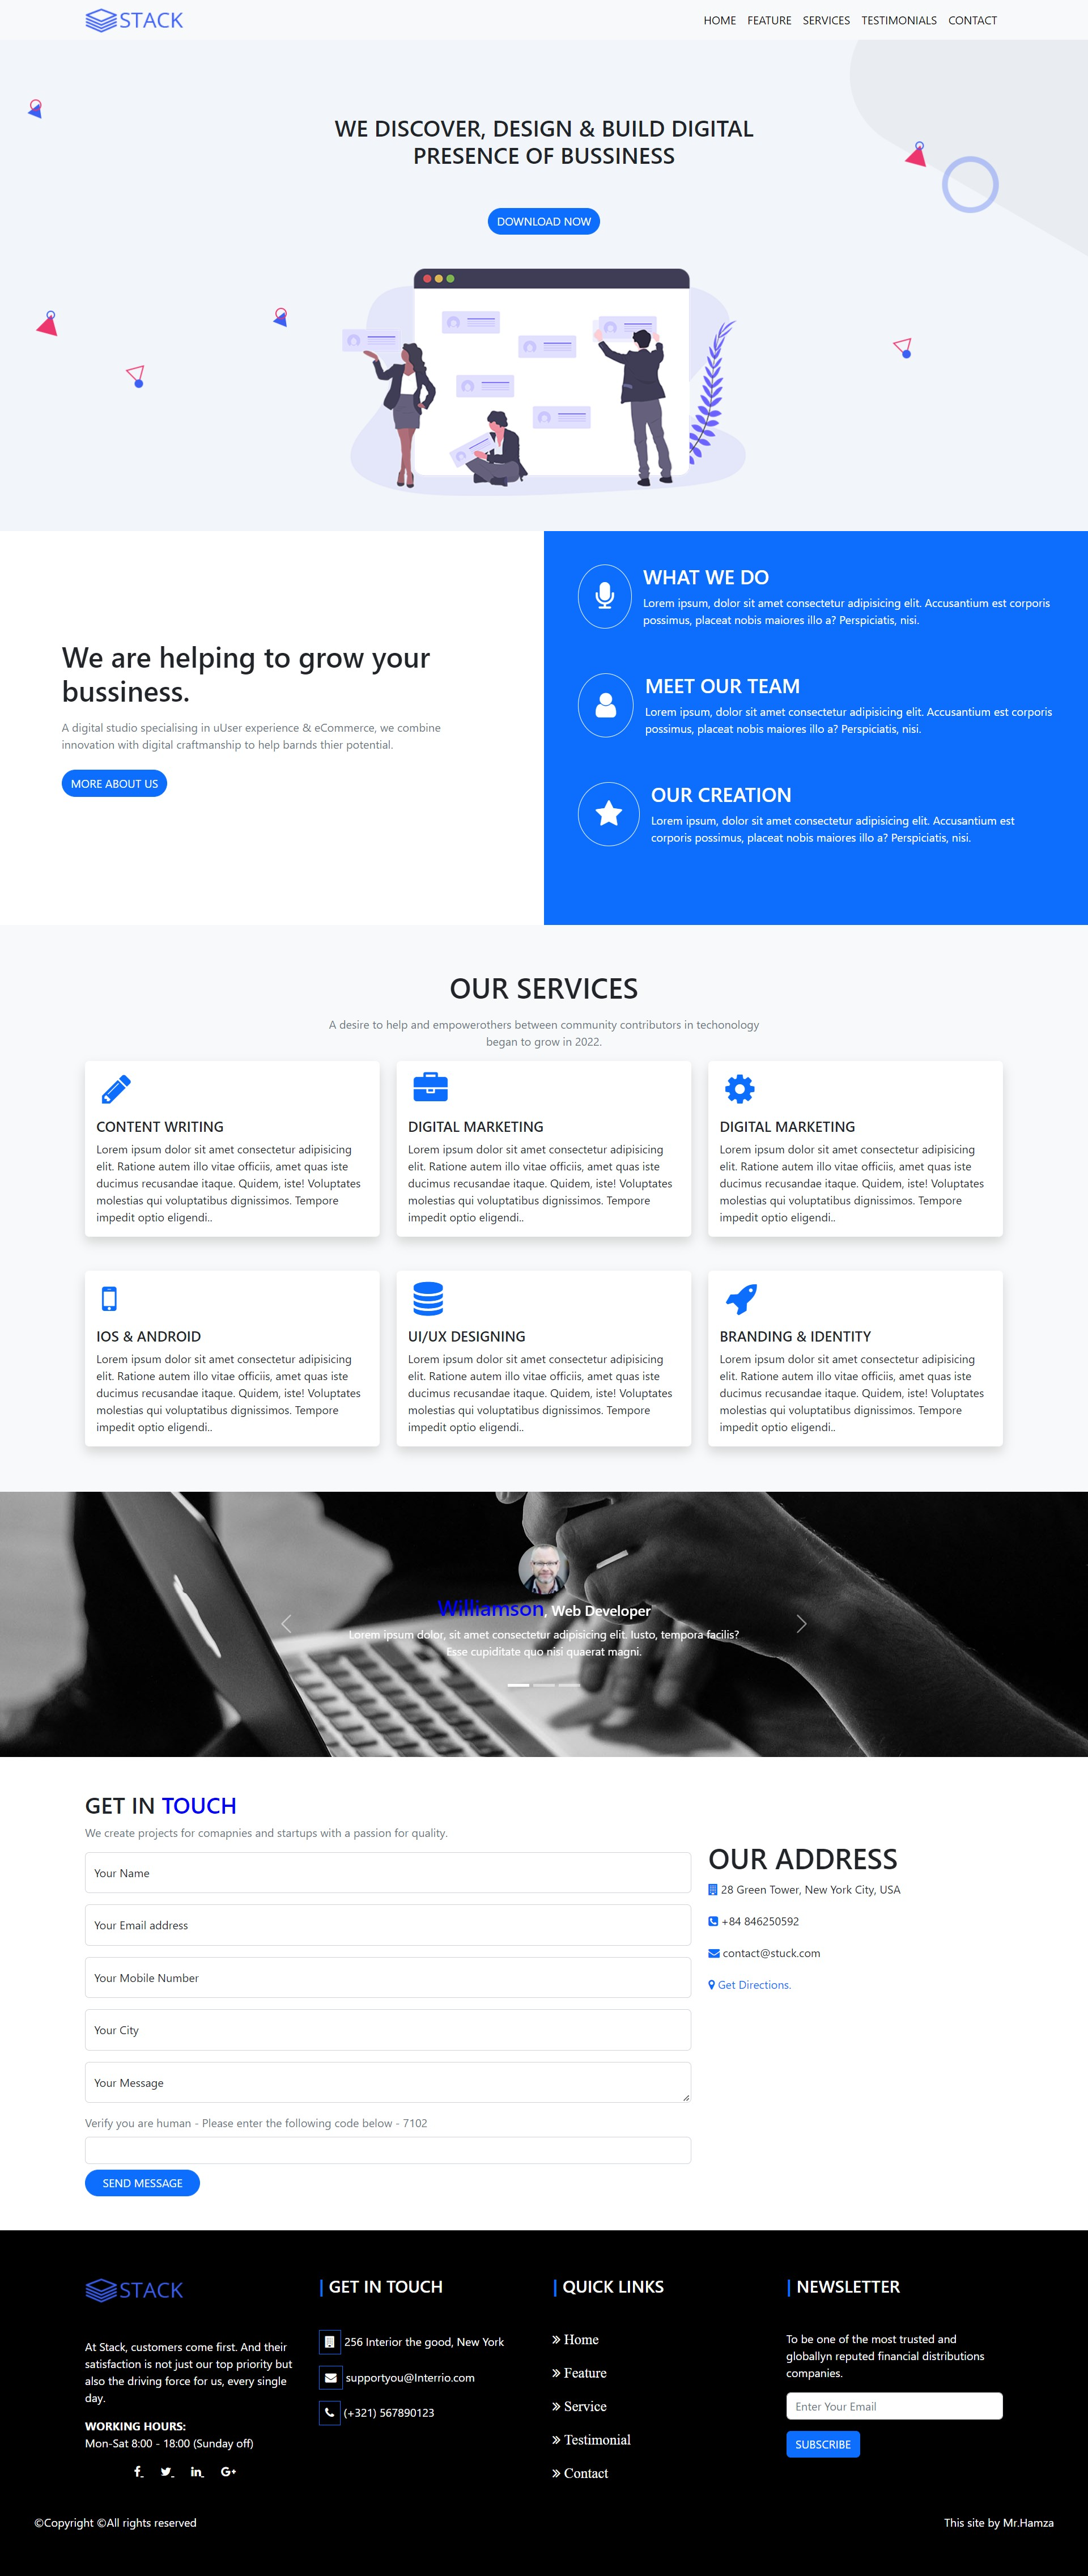 STACK
HOME FEATURE SERVICES TESTIMONIALS CONTACT
WE DISCOVER, DESIGN & BUILD DIGITAL
PRESENCE OF BUSSINESS
DOWNLOAD NOW
We are helping to grow your
bussiness.
A digital studio specialising in uUser experience & eCommerce, we combine
innovation with digital craftmanship to help barnds thier potential.
MORE ABOUT US
WHAT WE DO
Lorem ipsum, dolor sit amet consectetur adipisicing elit. Accusantium est corporis
possimus, placeat nobis maiores illo a? Perspiciatis, nisi.
MEET OUR TEAM
Lorem ipsum, dolor sit amet consectetur adipisicing elit. Accusantium est corporis
possimus, placeat nobis maiores illo a? Perspiciatis, nisi.
OUR CREATION
Lorem ipsum, dolor sit amet consectetur adipisicing elit. Accusantium est
corporis possimus, placeat nobis maiores illo a? Perspiciatis, nisi.
OUR SERVICES
A desire to help and empowerothers between community contributors in techonology
began to grow in 2022.
CONTENT WRITING
Lorem ipsum dolor sit amet consectetur adipisicing
elit. Ratione autem illo vitae officiis, amet quas iste
ducimus recusandae itaque. Quidem, iste! Voluptates
molestias qui voluptatibus dignissimos. Tempore
impedit optio eligendi..
DIGITAL MARKETING
Lorem ipsum dolor sit amet consectetur adipisicing
elit. Ratione autem illo vitae officiis, amet quas iste
ducimus recusandae itaque. Quidem, iste! Voluptates
molestias qui voluptatibus dignissimos. Tempore
impedit optio eligendi..
DIGITAL MARKETING
Lorem ipsum dolor sit amet consectetur adipisicing
elit. Ratione autem illo vitae officiis, amet quas iste
ducimus recusandae itaque. Quidem, iste! Voluptates
molestias qui voluptatibus dignissimos. Tempore
impedit optio eligendi..
IOS & ANDROID
Lorem ipsum dolor sit amet consectetur adipisicing
elit. Ratione autem illo vitae officiis, amet quas iste
ducimus recusandae itaque. Quidem, iste! Voluptates
molestias qui voluptatibus dignissimos. Tempore
impedit optio eligendi..
UI/UX DESIGNING
Lorem ipsum dolor sit amet consectetur adipisicing
elit. Ratione autem illo vitae officiis, amet quas iste
ducimus recusandae itaque. Quidem, iste! Voluptates
molestias qui voluptatibus dignissimos. Tempore
impedit optio eligendi..
BRANDING & IDENTITY
Lorem ipsum dolor sit amet consectetur adipisicing
elit. Ratione autem illo vitae officiis, amet quas iste
ducimus recusandae itaque. Quidem, iste! Voluptates
molestias qui voluptatibus dignissimos. Tempore
impedit optio eligendi..
Williamson, Web Developer
Lorem ipsum dolor, sit amet consectetur adipisicing elit. Iusto, tempora facilis?
Esse cupiditate quo nisi quaerat magni.
GET IN TOUCH
We create projects for comapnies and startups with a passion for quality.
Your Name
Your Email address
Your Mobile Number
Your City
Your Message
Verify you are human - Please enter the following code below - 7102
SEND MESSAGE
OUR ADDRESS
28 Green Tower, New York City, USA
+84 846250592
contact@stuck.com
Get Directions.
STACK
At Stack, customers come first. And their
satisfaction is not just our top priority but
also the driving force for us, every single
day.
WORKING HOURS:
Mon-Sat 8:00 - 18:00 (Sunday off)
GET IN TOUCH
256 Interior the good, New York
supportyou@Interrio.com
(+321) 567890123
QUICK LINKS
Home
Feature
Service
Testimonial
Contact
NEWSLETTER
To be one of the most trusted and
globallyn reputed financial distributions
companies.
Enter Your Email
SUBSCRIBE
©Copyright ©All rights reserved
This site by Mr.Hamza